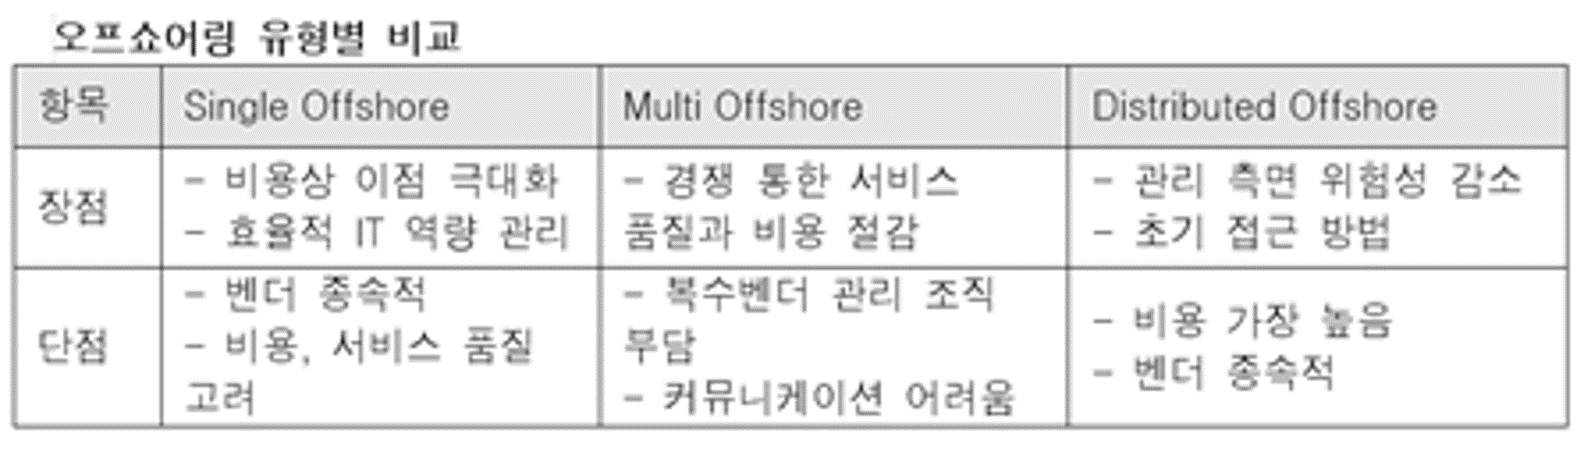 오프쇼어링 유형별 비교
항목 Single Offshore Multi Offshore Distributed Offshore
장점
- 비용상 이점 극대화
- 효율적 IT 역량 관리
- 경쟁 통한 서비스
품질과 비용 절감
- 관리 측면 위험성 감소
- 초기 접근 방법
단점
- 벤더 종속적
- 비용, 서비스 품질
고려
- 복수벤더 관리 조직
부담
- 커뮤니케이션 어려움
- 비용 가장 높음
- 벤더 종속적